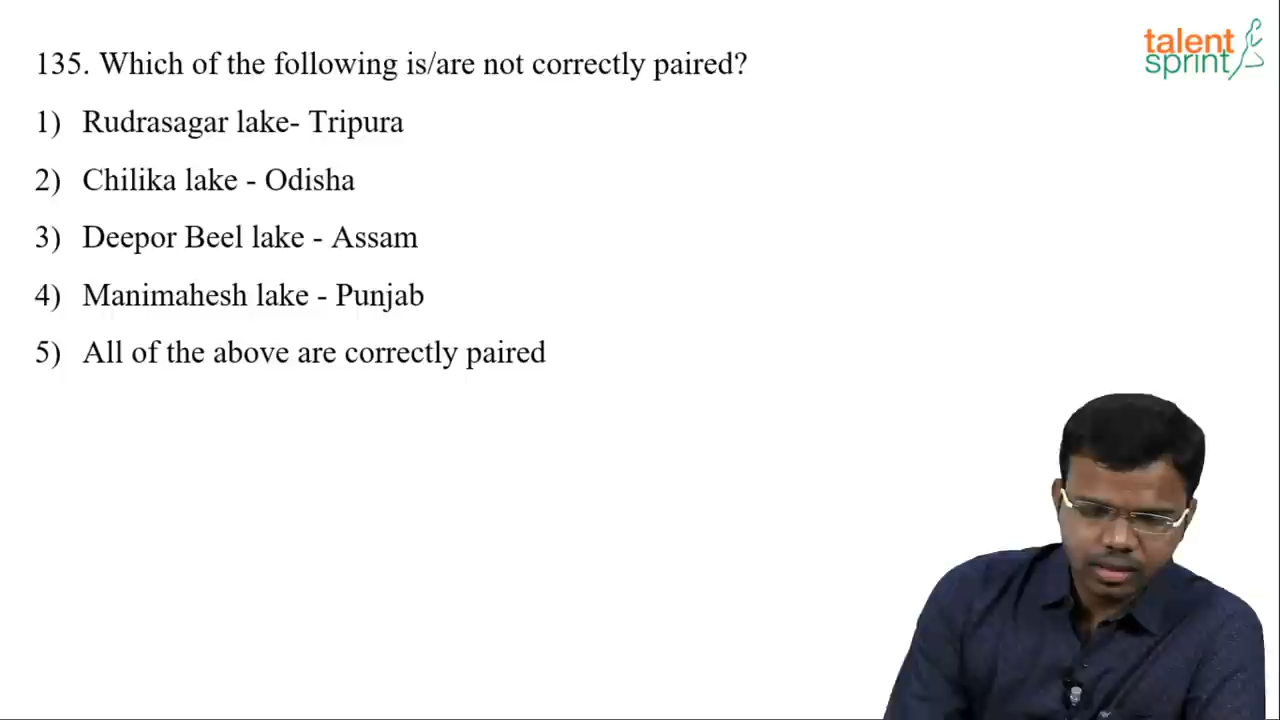 talent
sprint
135. Which of the following is/are not correctly paired?
1) Rudrasagar lake- Tripura
2) Chilika lake - Odisha
3) Deepor Beel lake - Assam
4) Manimahesh lake - Punjab
5) All of the above are correctly paired